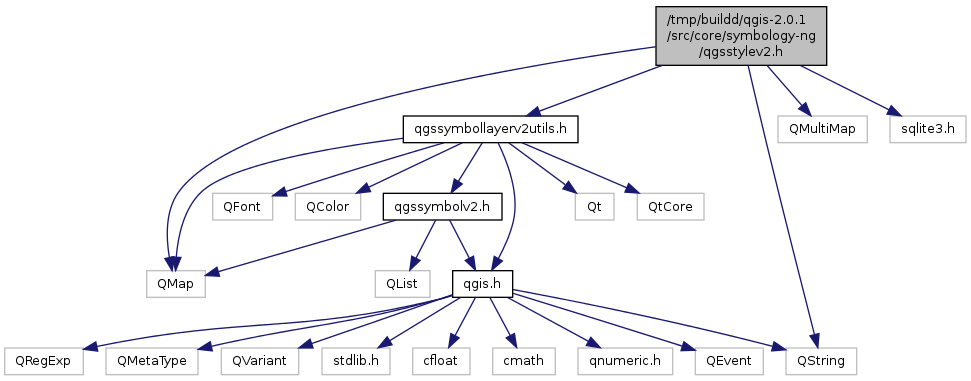 /tmp/buildd/qgis-2.0.1
/src/core/symbology-ng
/qgsstylev2.h
qgssymbollayerv2utils.h
QMultiMap
sqlite3.h
QFont
QColor
qgssymbolv2.h
Qt
QtCore
QMap
QList
qgis.h
QRegExp
QMetaType
QVariant
stdlib.h
cfloat
cmath
qnumeric.h
QEvent
QString